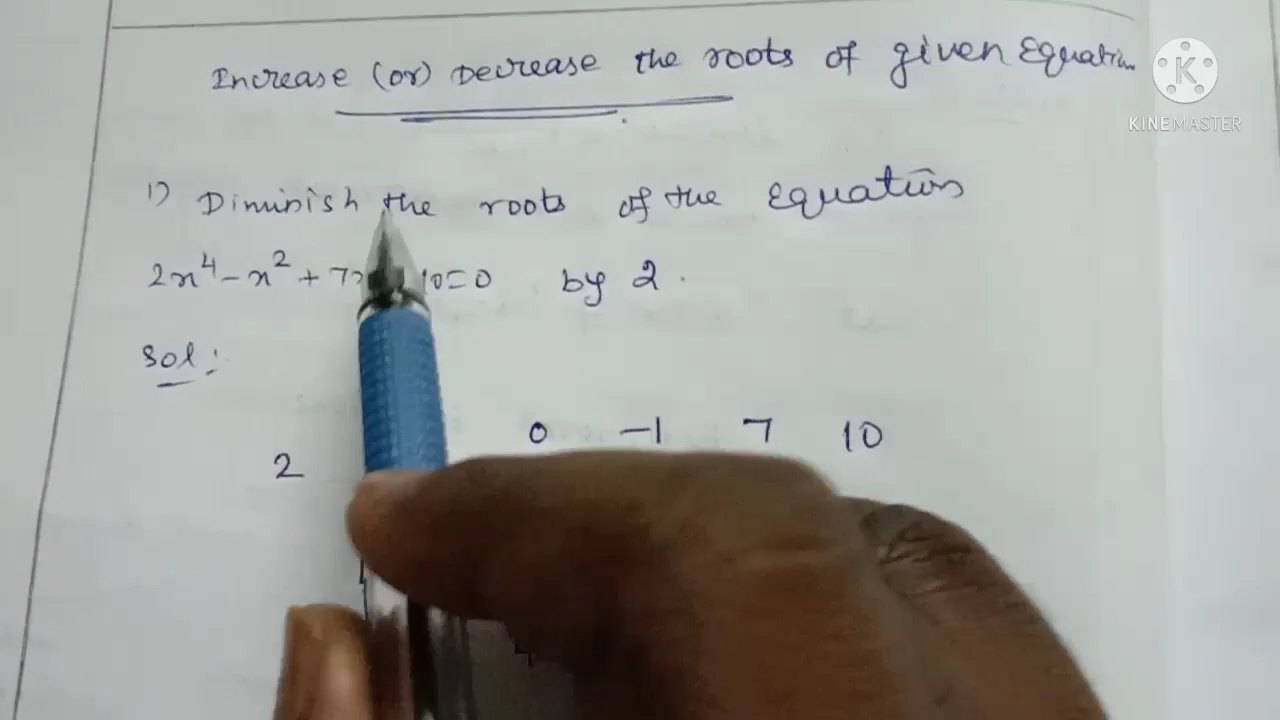 Increase (or) Decrease the roots of given Equation
KINEMASTER
1) Diminish the roots of the Equation
2x⁴-x²+7 10=0 by 2.
Sol:
0 -1 7 10
2